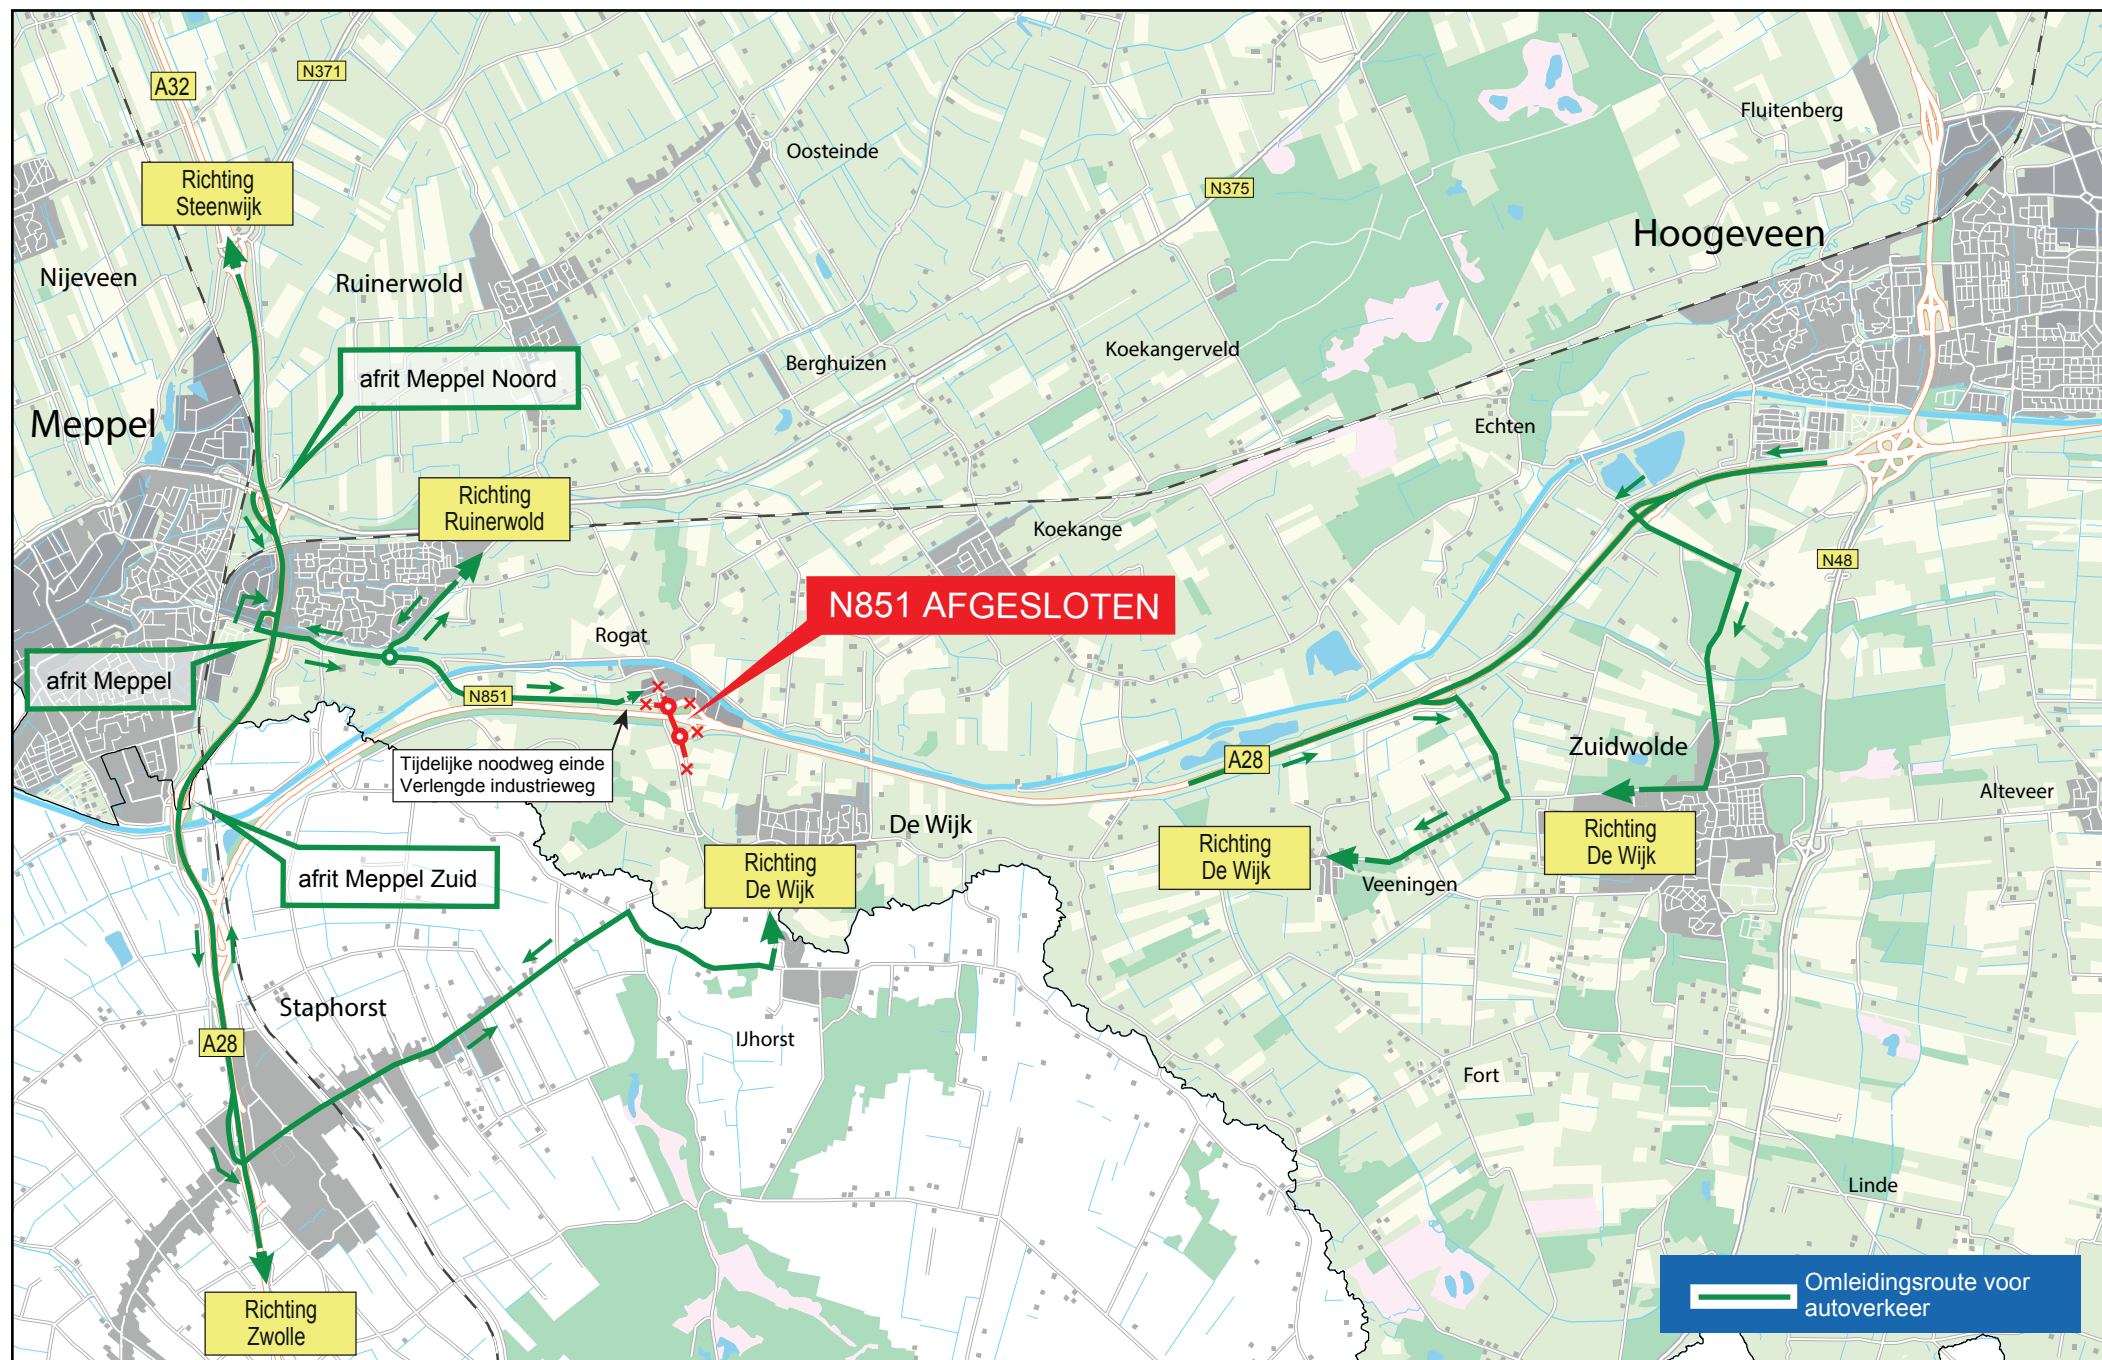 A32
N371
Oosteinde
Fluitenberg
Richting
Steenwijk
N375
Hoogeveen
Nijeveen
Ruinerwold
afrit Meppel Noord
Berghuizen
Koekangerveld
Meppel
Echten
Richting
Ruinerwold
Koekange
N48
N851 AFGESLOTEN
Rogat
afrit Meppel
N851
Tijdelijke noodweg einde
Verlengde industrieweg
A28
Zuidwolde
Alteveer
De Wijk
Richting
De Wijk
Richting
De Wijk
Richting
De Wijk
afrit Meppel Zuid
Veeningen
Staphorst
A28
IJhorst
Fort
Linde
Richting
Zwolle
Omleidingsroute voor
autoverkeer